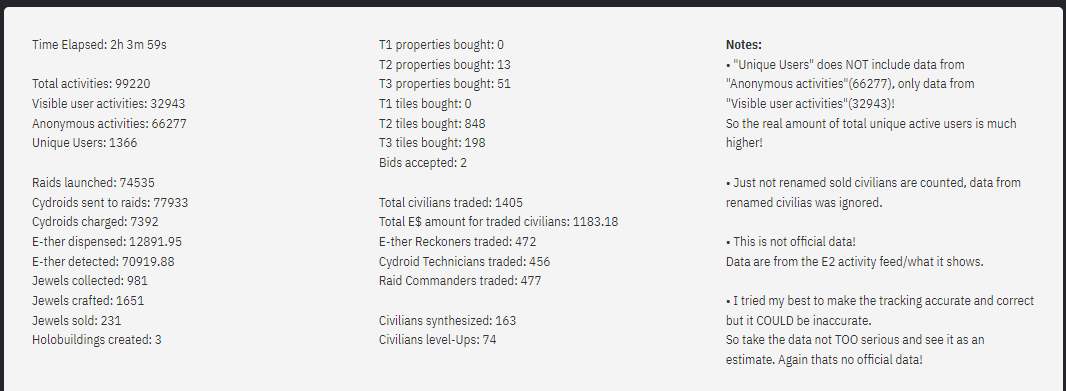 Time Elapsed: 2h 3m 59s
Total activities: 99220
Visible user activities: 32943
Anonymous activities: 66277
Unique Users: 1366
Raids launched: 74535
Cydroids sent to raids: 77933
Cydroids charged: 7392
E-ther dispensed: 12891.95
E-ther detected: 70919.88
Jewels collected: 981
Jewels crafted: 1651
Jewels sold: 231
Holobuildings created: 3
T1 properties bought: 0
T2 properties bought: 13
T3 properties bought: 51
T1 tiles bought: 0
T2 tiles bought: 848
T3 tiles bought: 198
Bids accepted: 2
Total civilians traded: 1405
Total E$ amount for traded civilians: 1183.18
E-ther Reckoners traded: 472
Cydroid Technicians traded: 456
Raid Commanders traded: 477
Civilians synthesized: 163
Civilians level-Ups: 74
Notes:
• "Unique Users" does NOT include data from
"Anonymous activities"(66277), only data from
"Visible user activities"(32943)!
So the real amount of total unique active users is much
higher!
• Just not renamed sold civilians are counted, data from
renamed civilias was ignored.
• This is not official data!
Data are from the E2 activity feed/what it shows.
• I tried my best to make the tracking accurate and correct
but it COULD be inaccurate.
So take the data not TOO serious and see it as an
estimate. Again thats no official data!